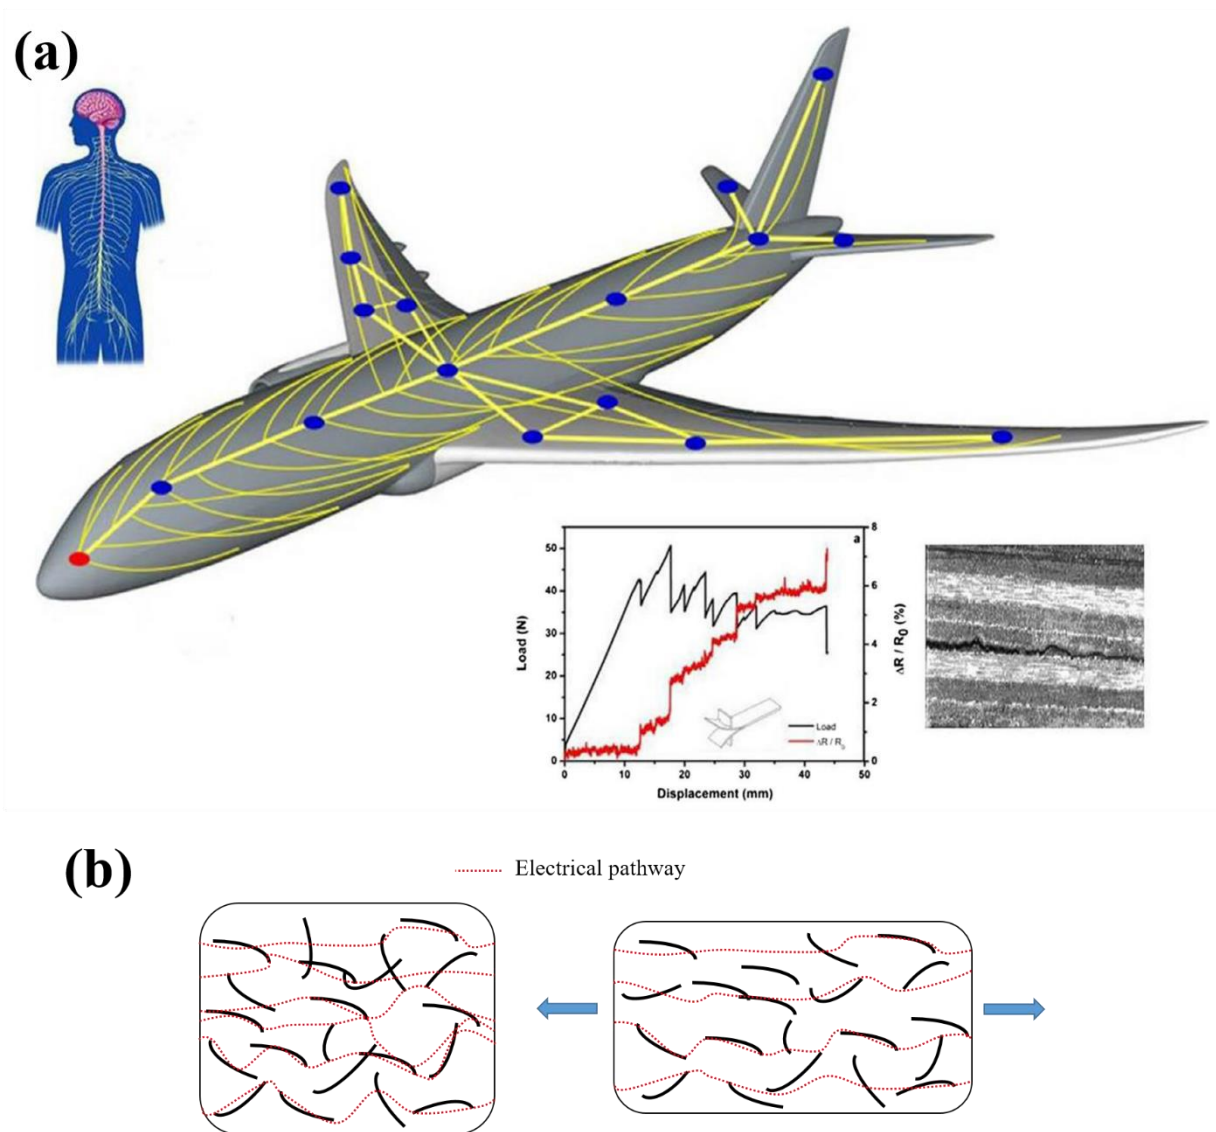 (a)
a
50
40
30
20
10
0
Load (N)
8
6
4
2
0
ΔR / R0 (%)
Load
ΔR / R0
0 10 20 30 40 50
Displacement (mm)
(b)
Electrical pathway